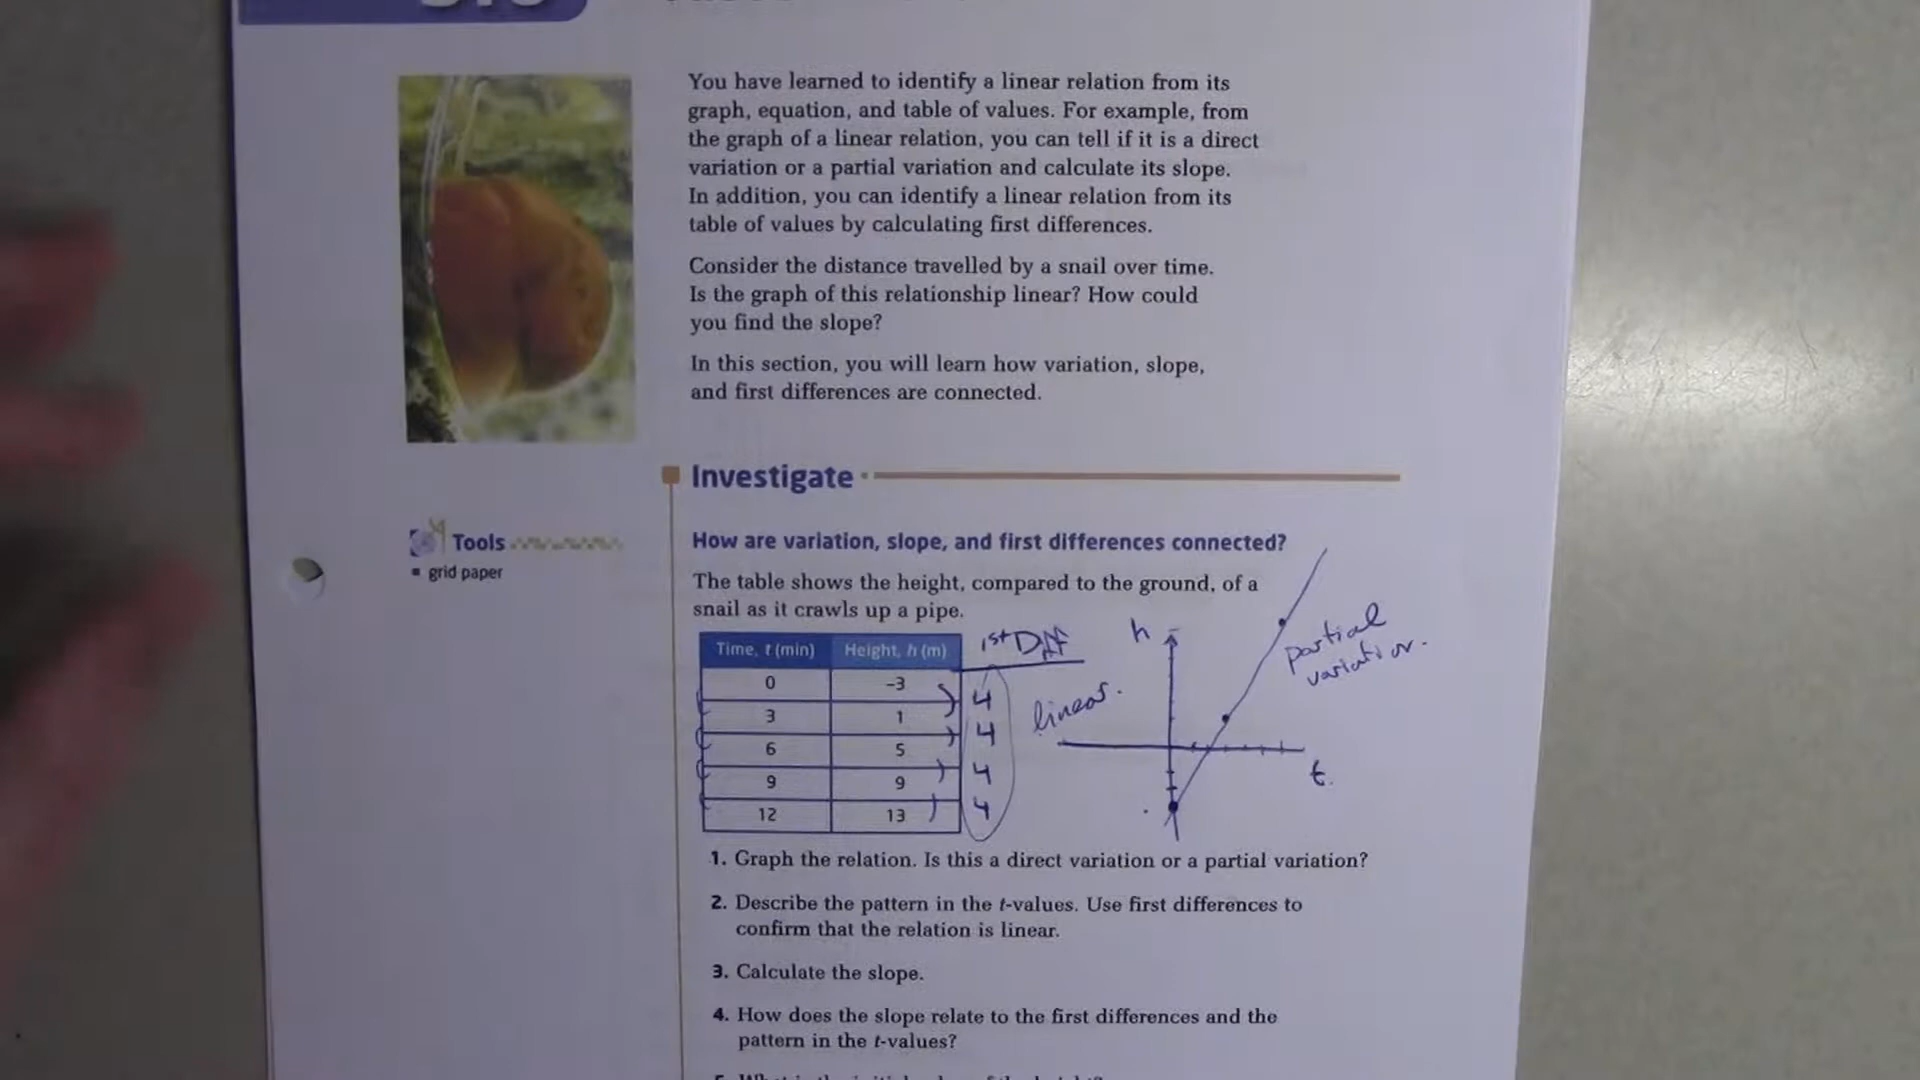 You have learned to identify a linear relation from its
graph, equation, and table of values. For example, from
the graph of a linear relation, you can tell if it is a direct
variation or a partial variation and calculate its slope.
In addition, you can identify a linear relation from its
table of values by calculating first differences.
Consider the distance travelled by a snail over time.
Is the graph of this relationship linear? How could
you find the slope?
In this section, you will learn how variation, slope,
and first differences are connected.
Investigate
Tools
grid paper
How are variation, slope, and first differences connected?
The table shows the height, compared to the ground, of a
snail as it crawls up a pipe.
Time, t (min) Height, h (m) 1st Diff
0 -3
4
3 1
4
6 5
4
9 9
4
12 13
linear.
h
partial
variation.
t.
1. Graph the relation. Is this a direct variation or a partial variation?
2. Describe the pattern in the t-values. Use first differences to
confirm that the relation is linear.
3. Calculate the slope.
4. How does the slope relate to the first differences and the
pattern in the t-values?